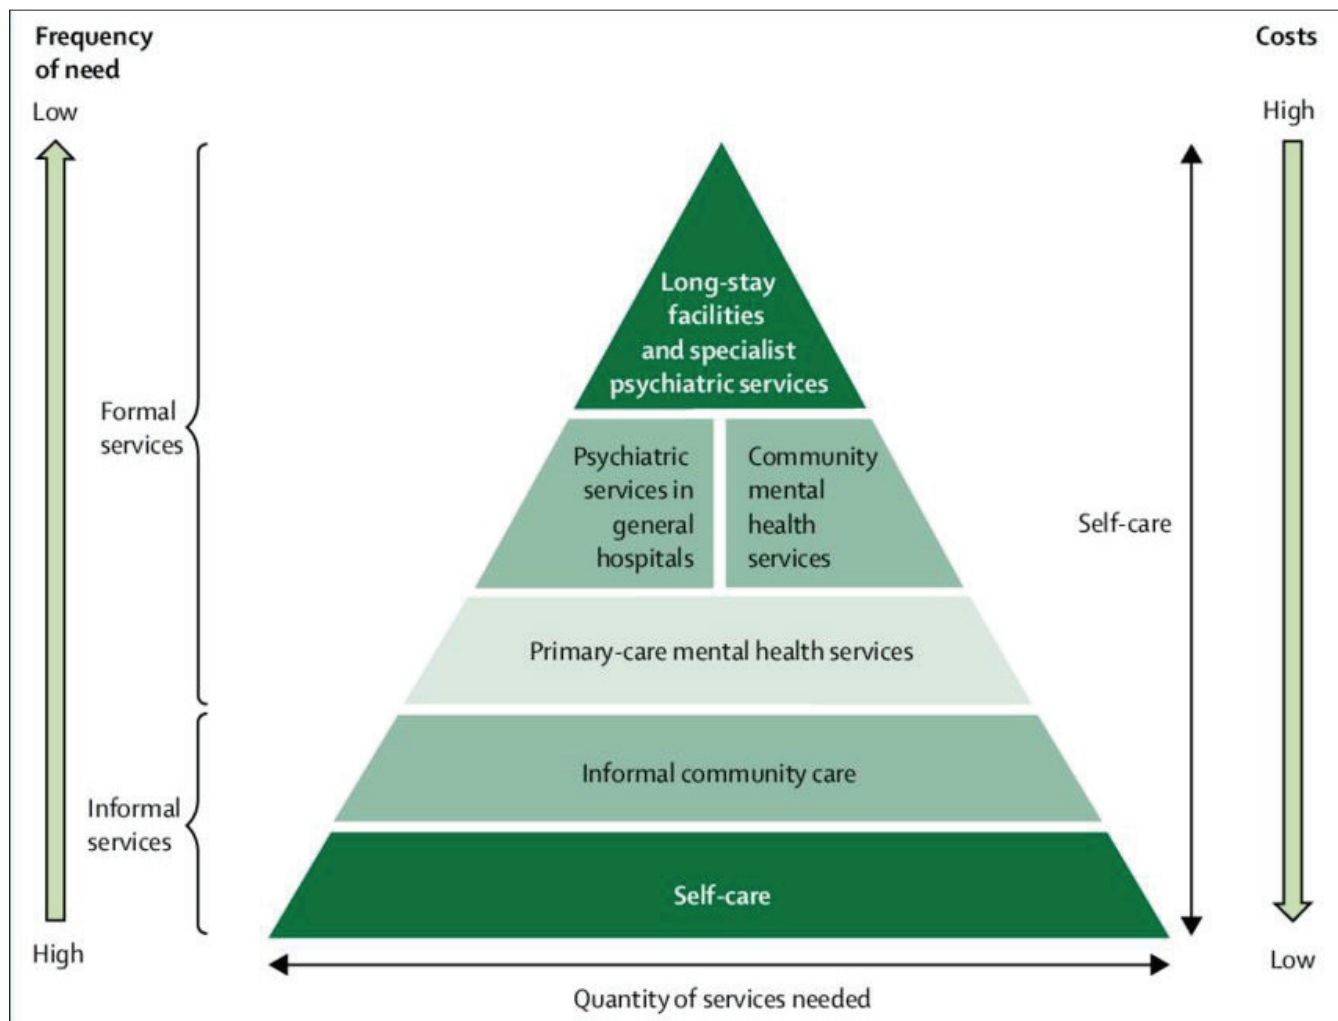 Frequency
of need
Low
Costs
High
Long-stay
facilities
and specialist
psychiatric services
Formal
services
Psychiatric
services in
general
hospitals
Community
mental
health
services
Self-care
Primary-care mental health services
Informal community care
Informal
services
Self-care
High
Low
Quantity of services needed